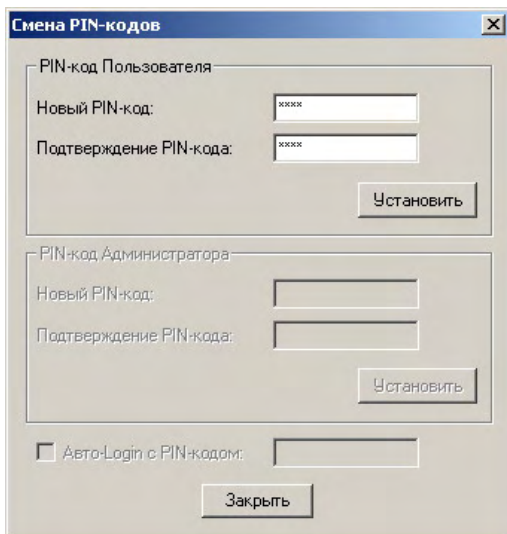 Смена PIN-кодов
PIN-код Пользователя
Новый PIN-код: ****
Подтверждение PIN-кода: ****
Установить
PIN-код Администратора
Новый PIN-код:
Подтверждение PIN-кода:
Установить
Авто-Login с PIN-кодом:
Закрыть